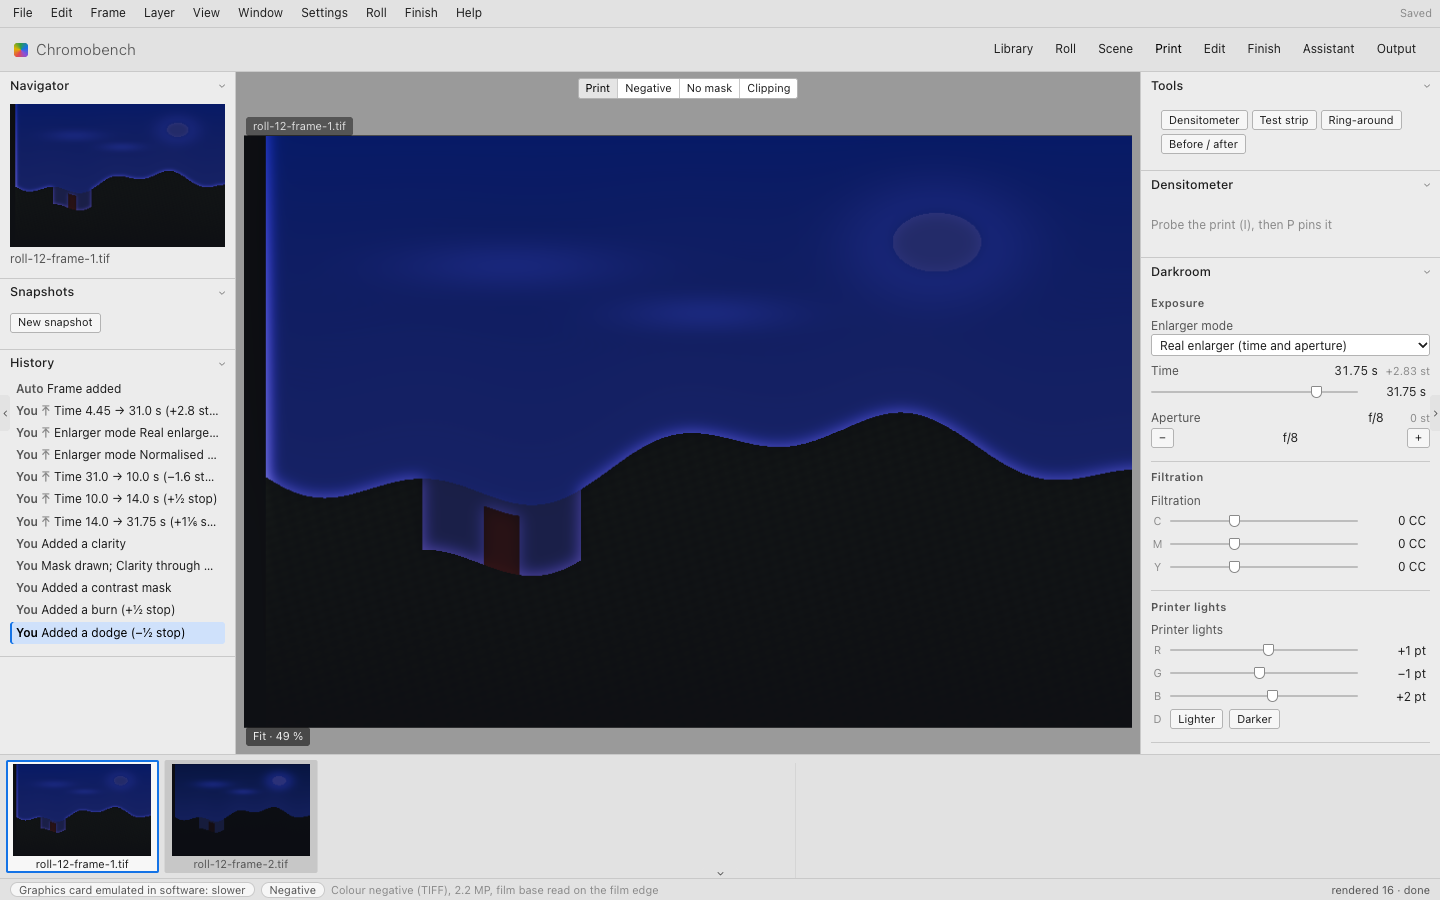 File Edit Frame Layer View Window Settings Roll Finish Help
Saved
Chromobench
Library Roll Scene Print Edit Finish Assistant Output
Navigator
roll-12-frame-1.tif
Snapshots
New snapshot
History
Auto Frame added
You Time 4.45 → 31.0 s (+2.8 st...
You Enlarger mode Real enlarge...
You Enlarger mode Normalised ...
You Time 31.0 → 10.0 s (−1.6 st...
You Time 10.0 → 14.0 s (+½ stop)
You Time 14.0 → 31.75 s (+1⅙ s...
You Added a clarity
You Mask drawn; Clarity through ...
You Added a contrast mask
You Added a burn (+½ stop)
You Added a dodge (−½ stop)
Print Negative No mask Clipping
roll-12-frame-1.tif
Fit · 49 %
Tools
Densitometer Test strip Ring-around
Before / after
Densitometer
Probe the print (I), then P pins it
Darkroom
Exposure
Enlarger mode
Real enlarger (time and aperture)
Time 31.75 s +2.83 st
31.75 s
Aperture f/8 0 st
− f/8 +
Filtration
Filtration
C 0 CC
M 0 CC
Y 0 CC
Printer lights
Printer lights
R +1 pt
G −1 pt
B +2 pt
D Lighter Darker
roll-12-frame-1.tif roll-12-frame-2.tif
Graphics card emulated in software: slower Negative Colour negative (TIFF), 2.2 MP, film base read on the film edge
rendered 16 · done